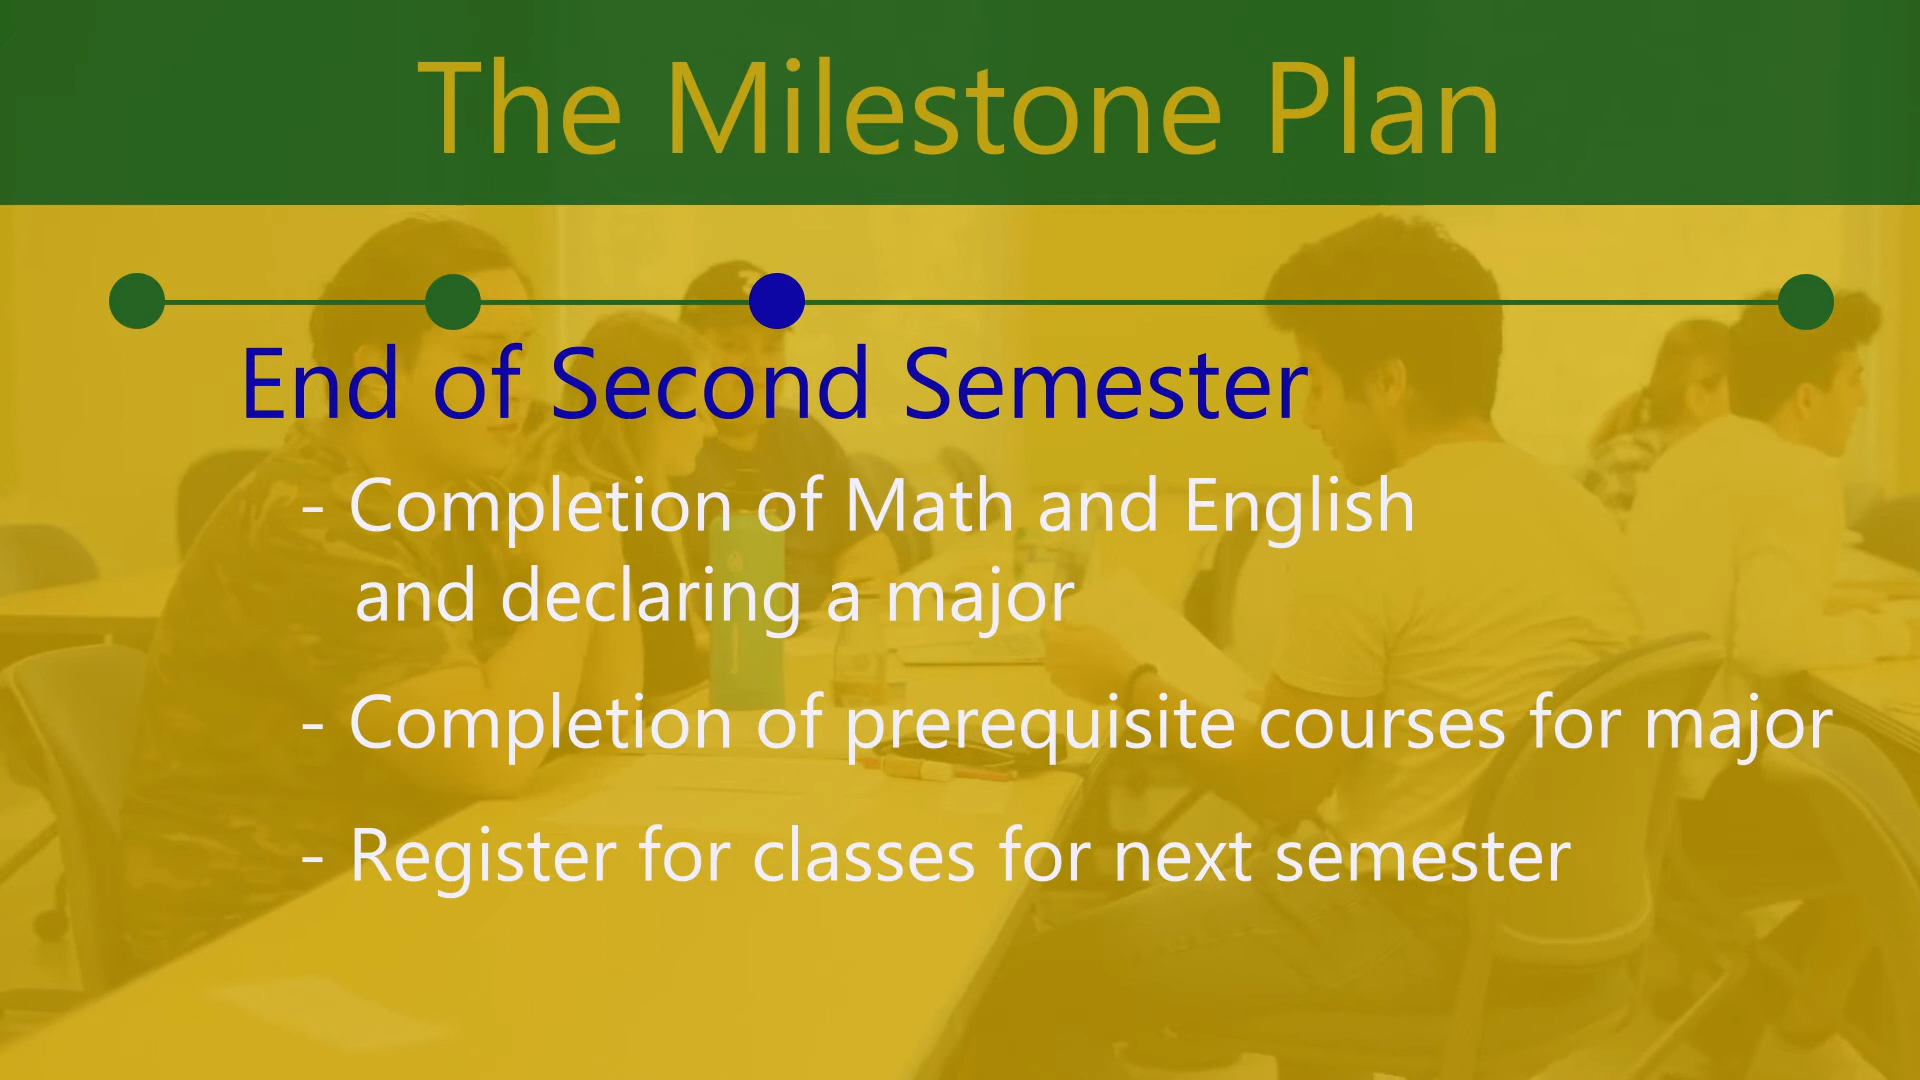 The Milestone Plan
End of Second Semester
- Completion of Math and English
and declaring a major
- Completion of prerequisite courses for major
- Register for classes for next semester